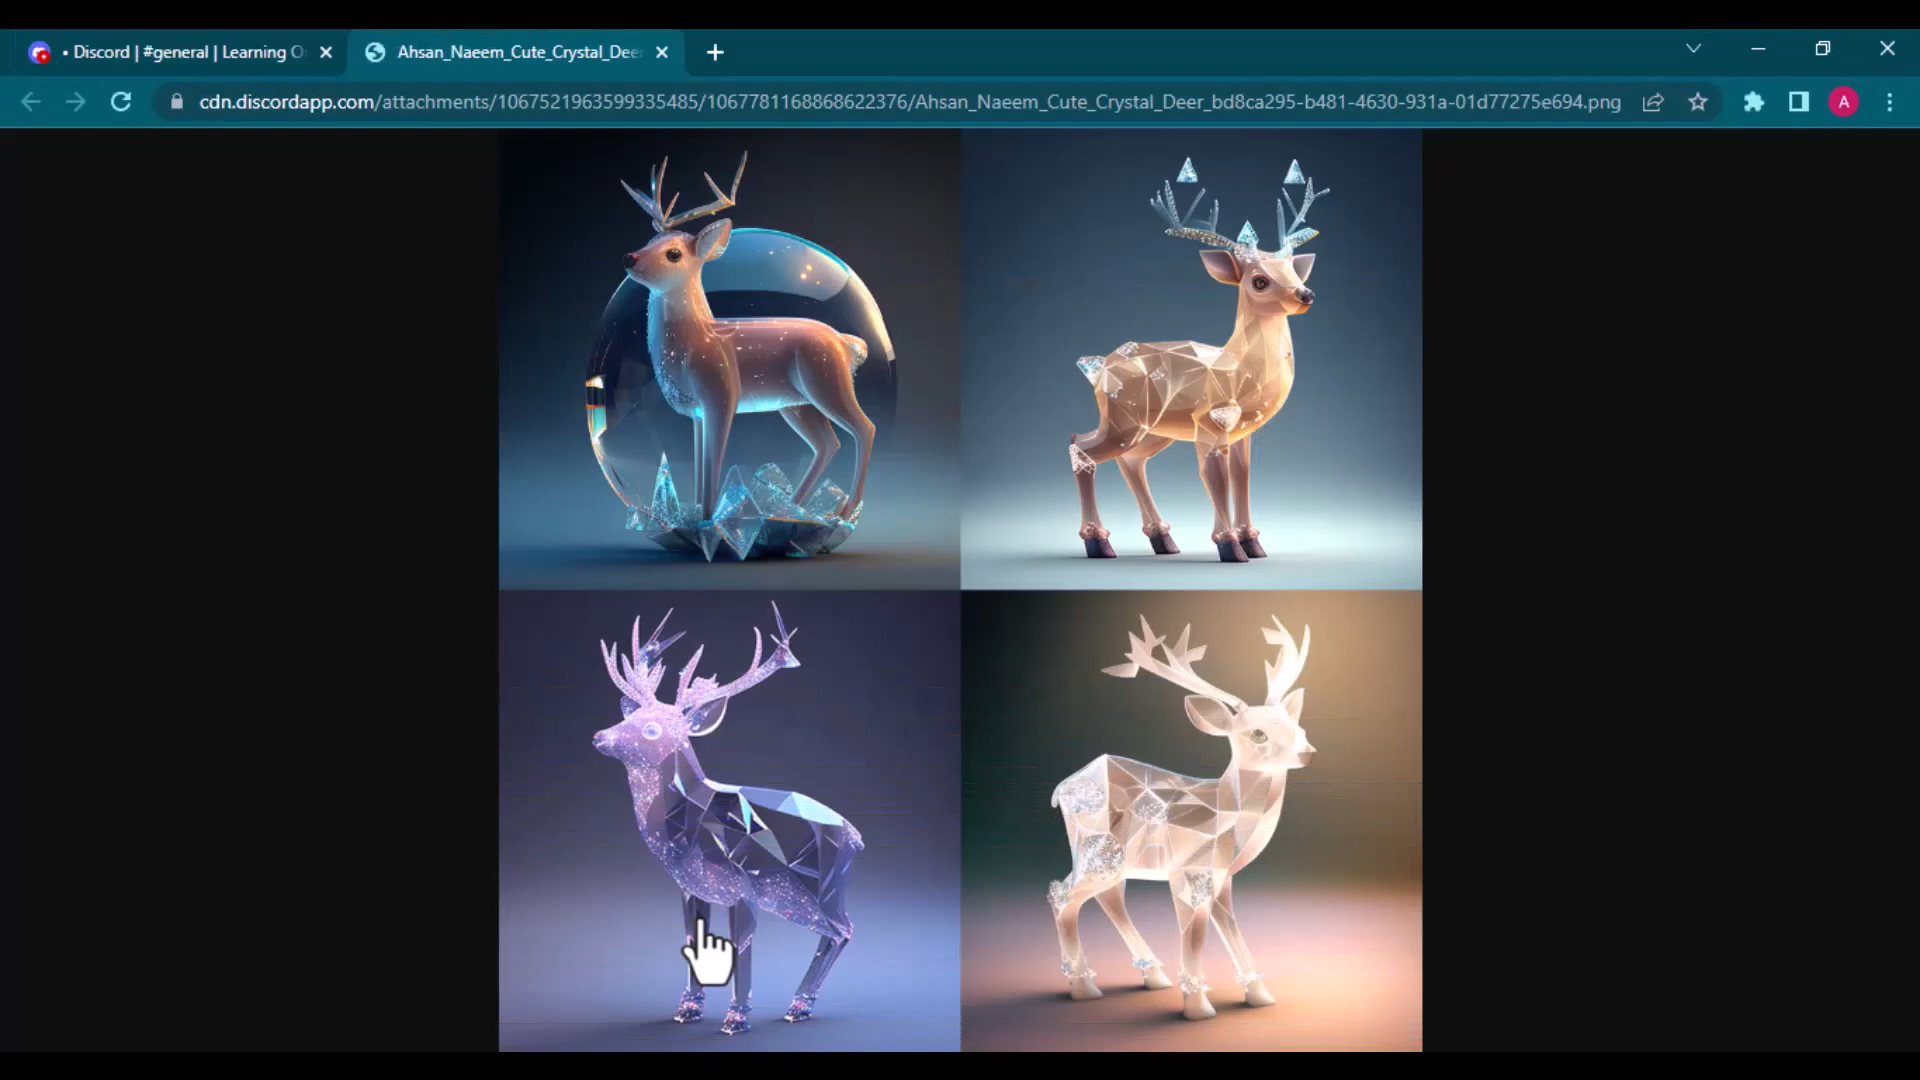 • Discord | #general | Learning O
Ahsan_Naeem_Cute_Crystal_Dee
cdn.discordapp.com/attachments/1067521963599335485/1067781168868622376/Ahsan_Naeem_Cute_Crystal_Deer_bd8ca295-b481-4630-931a-01d77275e694.png
A